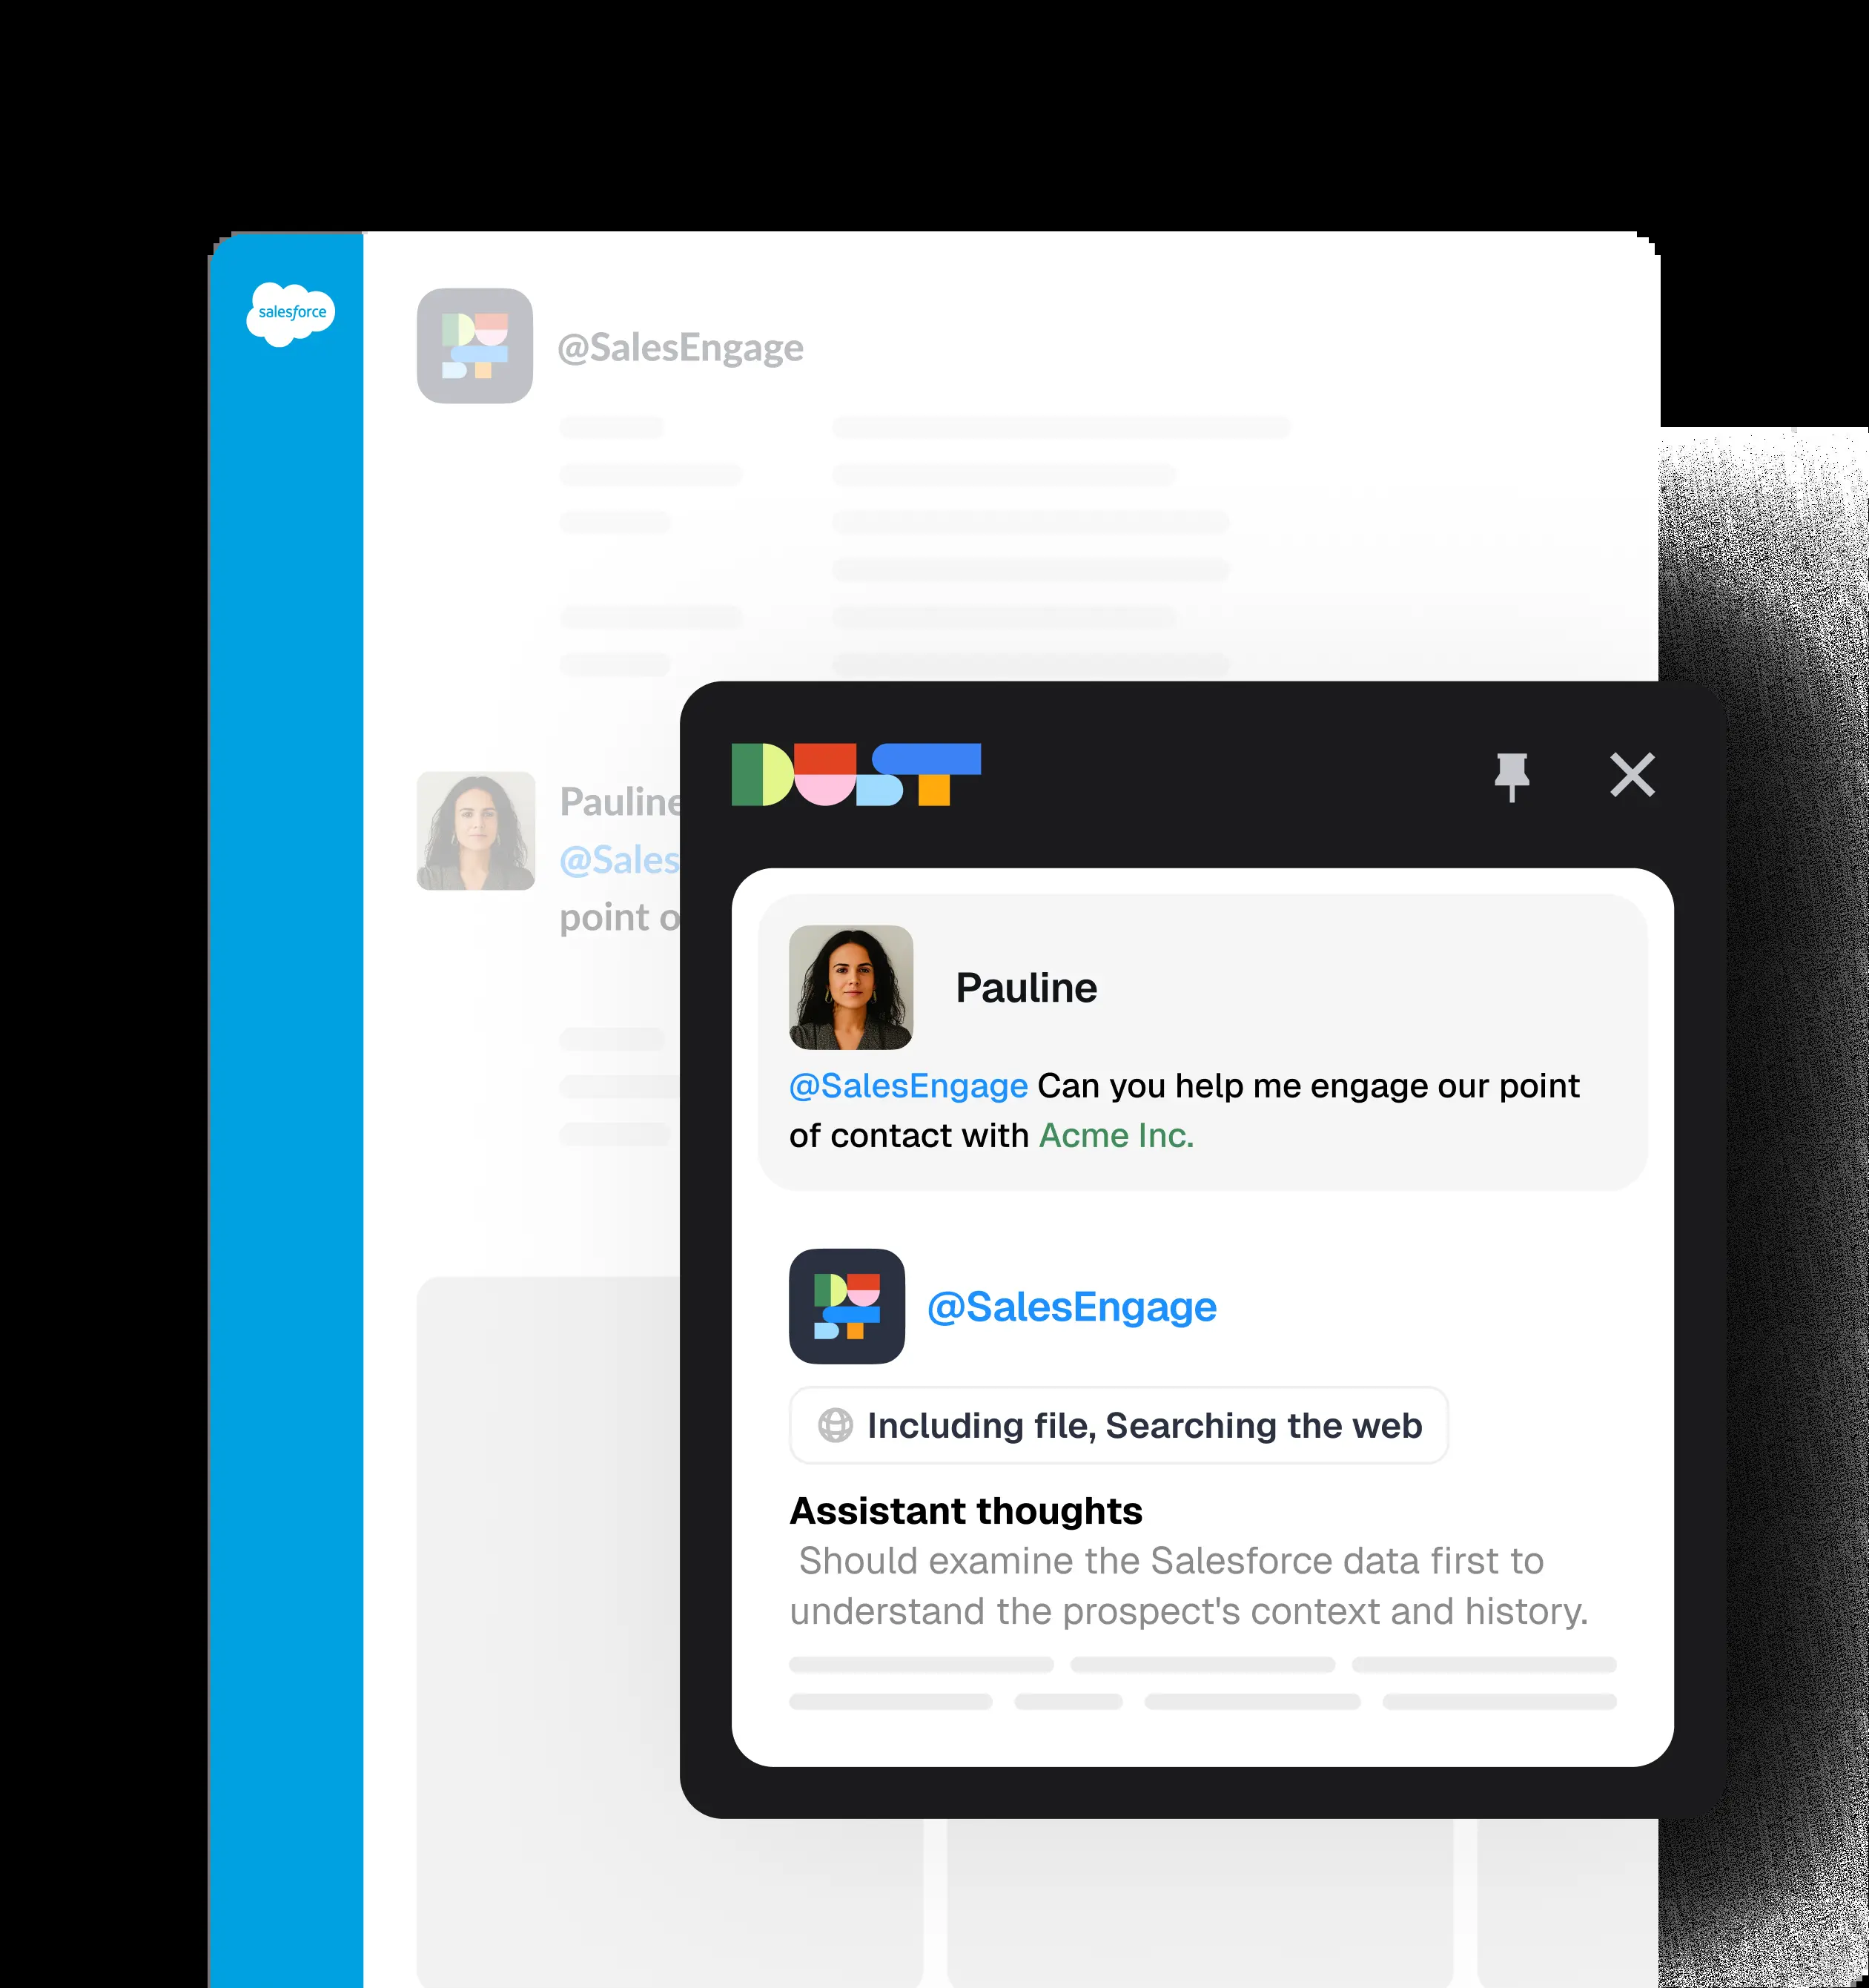 salesforce
@SalesEngage
Pauline
@Sales
point o
DUST
Pauline
@SalesEngage Can you help me engage our point
of contact with Acme Inc.
DUST
@SalesEngage
Including file, Searching the web
Assistant thoughts
Should examine the Salesforce data first to
understand the prospect's context and history.